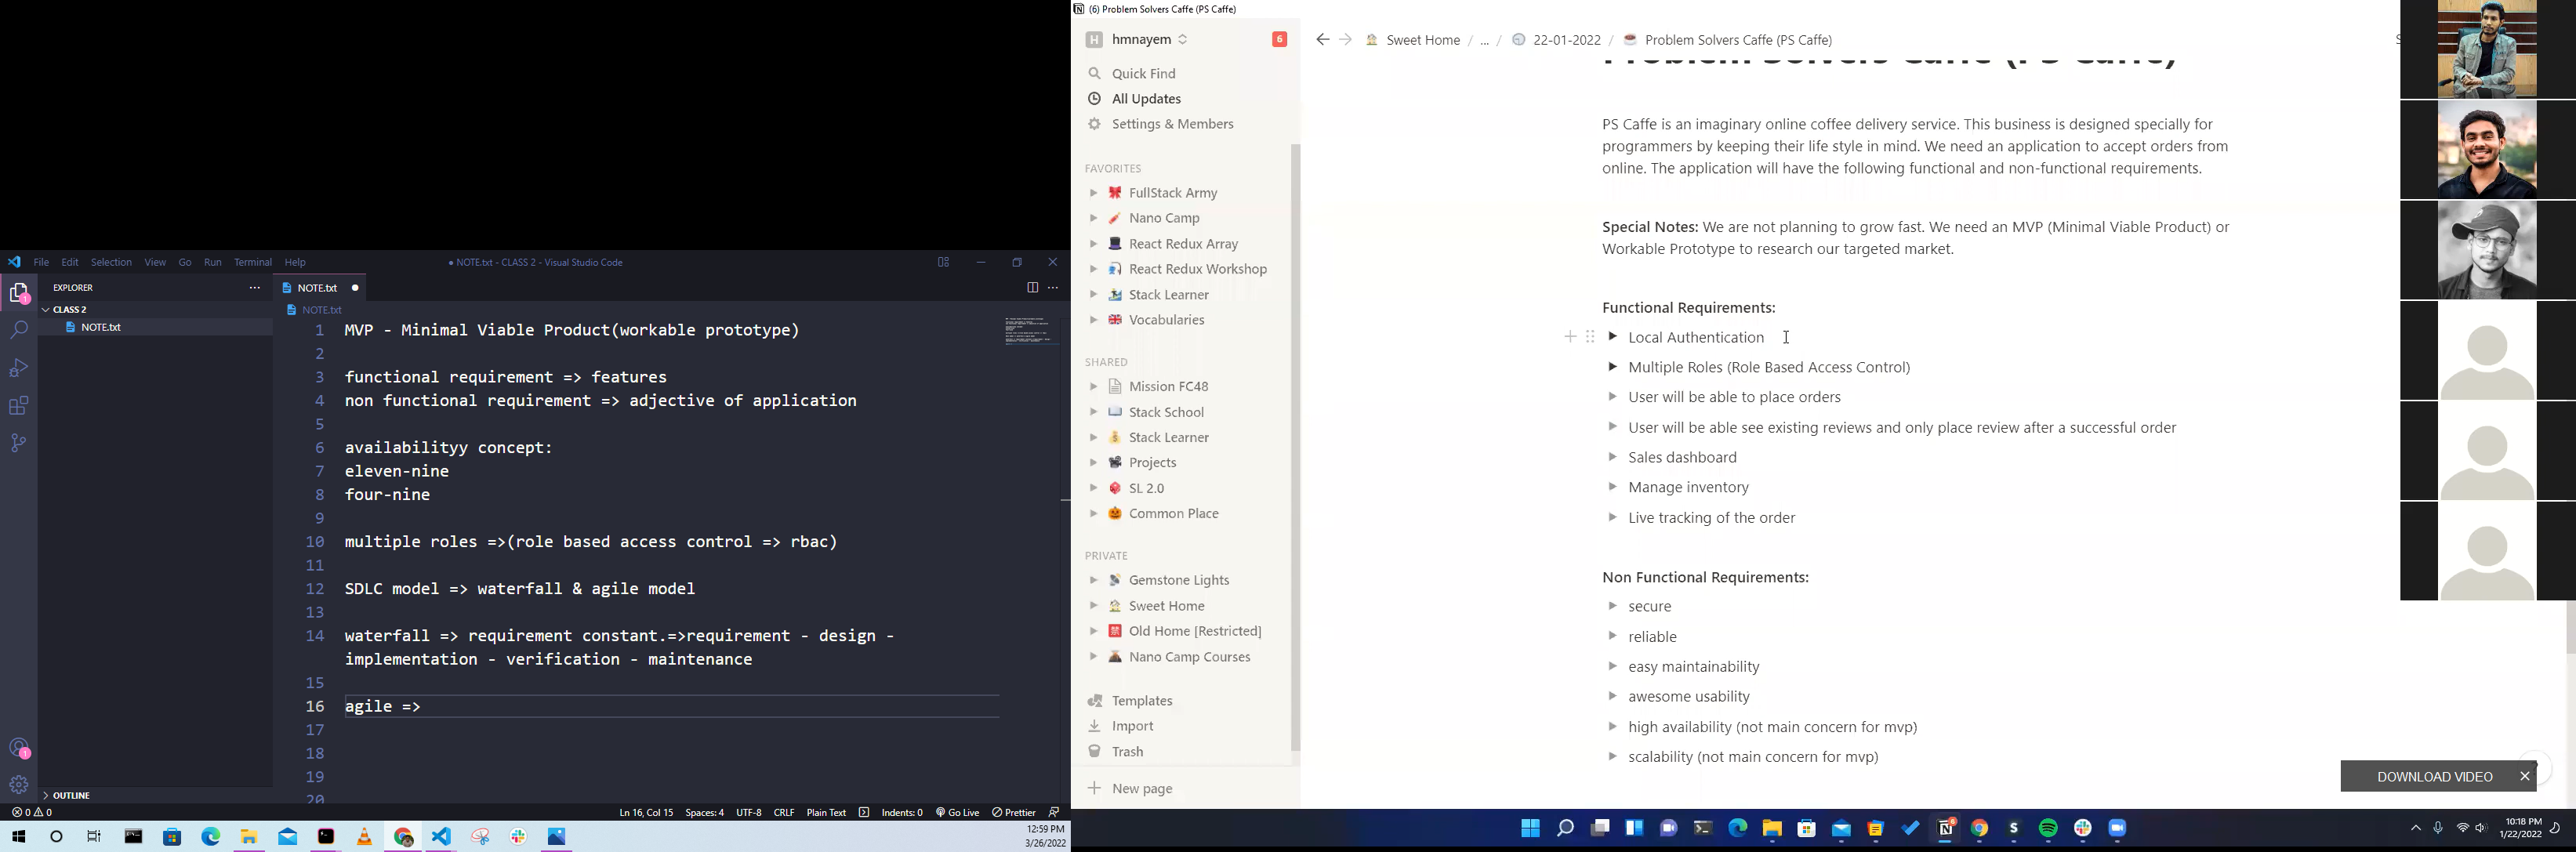 File Edit Selection View Go Run Terminal Help
● NOTE.txt - CLASS 2 - Visual Studio Code
EXPLORER
CLASS 2
NOTE.txt
NOTE.txt
NOTE.txt
1 MVP - Minimal Viable Product(workable prototype)
2
3 functional requirement => features
4 non functional requirement => adjective of application
5
6 availabilityy concept:
7 eleven-nine
8 four-nine
9
10 multiple roles =>(role based access control => rbac)
11
12 SDLC model => waterfall & agile model
13
14 waterfall => requirement constant.=>requirement - design -
implementation - verification - maintenance
15
16 agile =>
17
18
19
20
OUTLINE
0 0
Ln 16, Col 15 Spaces: 4 UTF-8 CRLF Plain Text Indents: 0 Go Live Prettier
12:59 PM
3/26/2022
(6) Problem Solvers Caffe (PS Caffe)
H hmnayem 6
Quick Find
All Updates
Settings & Members
FAVORITES
FullStack Army
Nano Camp
React Redux Array
React Redux Workshop
Stack Learner
Vocabularies
SHARED
Mission FC48
Stack School
Stack Learner
Projects
SL 2.0
Common Place
PRIVATE
Gemstone Lights
Sweet Home
Old Home [Restricted]
Nano Camp Courses
Templates
Import
Trash
New page
Sweet Home / ... / 22-01-2022 / Problem Solvers Caffe (PS Caffe)
Problem Solvers Caffe (PS Caffe)
PS Caffe is an imaginary online coffee delivery service. This business is designed specially for
programmers by keeping their life style in mind. We need an application to accept orders from
online. The application will have the following functional and non-functional requirements.
Special Notes: We are not planning to grow fast. We need an MVP (Minimal Viable Product) or
Workable Prototype to research our targeted market.
Functional Requirements:
Local Authentication
Multiple Roles (Role Based Access Control)
User will be able to place orders
User will be able see existing reviews and only place review after a successful order
Sales dashboard
Manage inventory
Live tracking of the order
Non Functional Requirements:
secure
reliable
easy maintainability
awesome usability
high availability (not main concern for mvp)
scalability (not main concern for mvp)
DOWNLOAD VIDEO
10:18 PM
1/22/2022